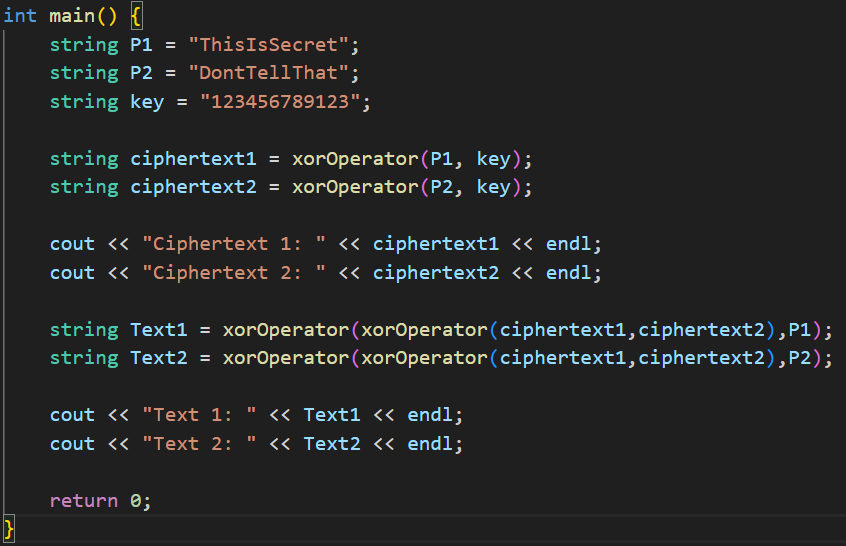 int main() {
    string P1 = "ThisIsSecret";
    string P2 = "DontTellThat";
    string key = "123456789123";

    string ciphertext1 = xorOperator(P1, key);
    string ciphertext2 = xorOperator(P2, key);

    cout << "Ciphertext 1: " << ciphertext1 << endl;
    cout << "Ciphertext 2: " << ciphertext2 << endl;

    string Text1 = xorOperator(xorOperator(ciphertext1,ciphertext2),P1);
    string Text2 = xorOperator(xorOperator(ciphertext1,ciphertext2),P2);

    cout << "Text 1: " << Text1 << endl;
    cout << "Text 2: " << Text2 << endl;

    return 0;
}